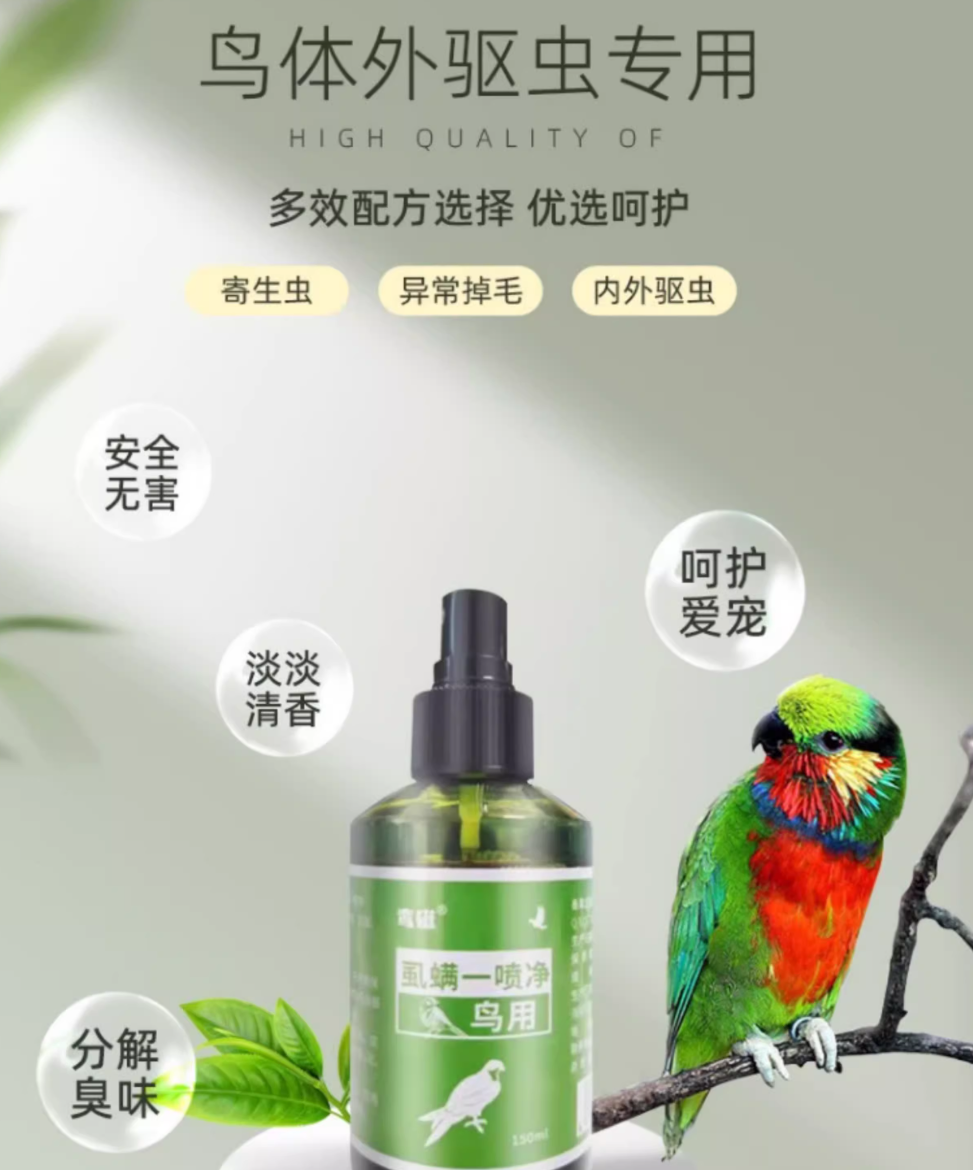 鸟体外驱虫专用
HIGH QUALITY OF
多效配方选择 优选呵护
寄生虫 异常掉毛 内外驱虫
安全
无害
呵护
爱宠
淡淡
清香
虱螨一喷净
鸟用
150ml
分解
臭味